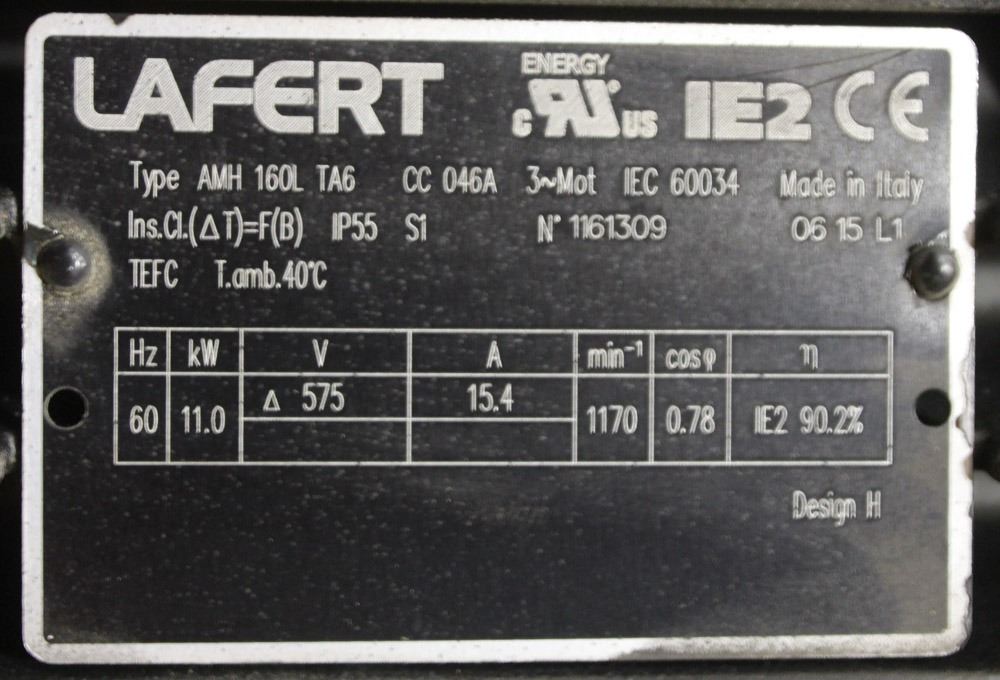 LAFERT ENERGY c RU US IE2 CE
Type AMH 160L TA6 CC 046A 3~Mot IEC 60034 Made in Italy
Ins.Cl.(ΔT)=F(B) IP55 S1 N° 1161309 06 15 L1
TEFC T.amb.40°C
Hz kW V A min⁻¹ cosφ η
60 11.0 Δ 575 15.4 1170 0.78 IE2 90.2%
Design H